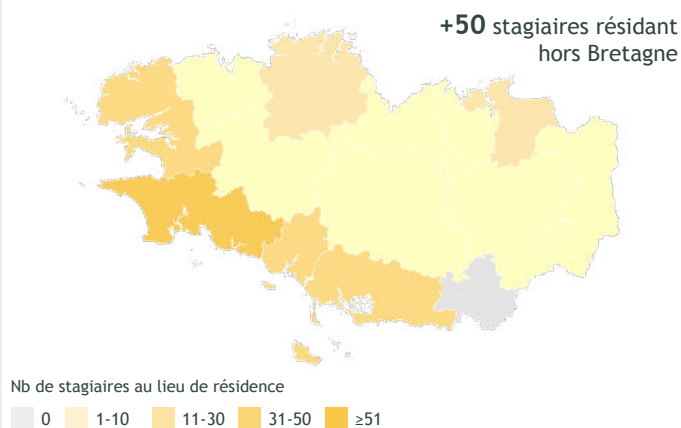 +50 stagiaires résidant
hors Bretagne
Nb de stagiaires au lieu de résidence
0 1-10 11-30 31-50 ≥51